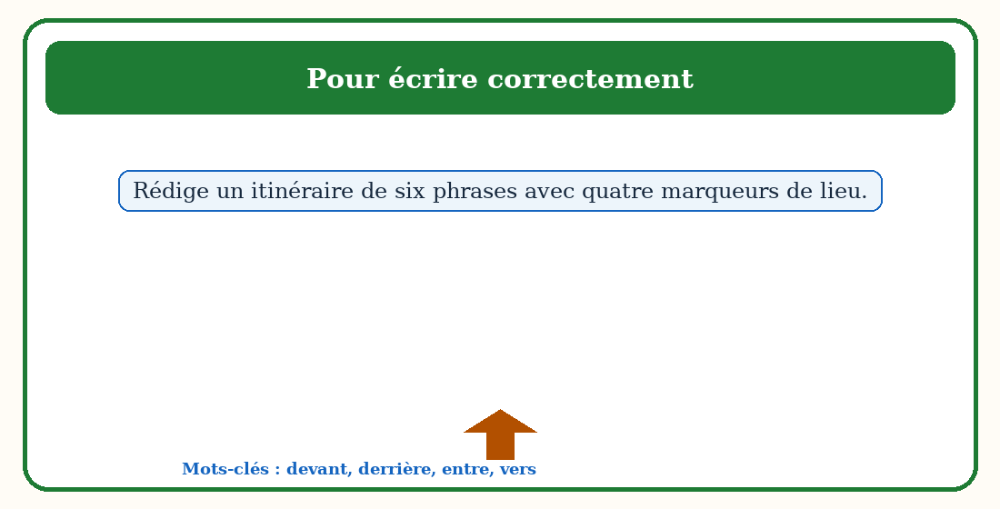 Pour écrire correctement
Rédige un itinéraire de six phrases avec quatre marqueurs de lieu.
Mots-clés : devant, derrière, entre, vers